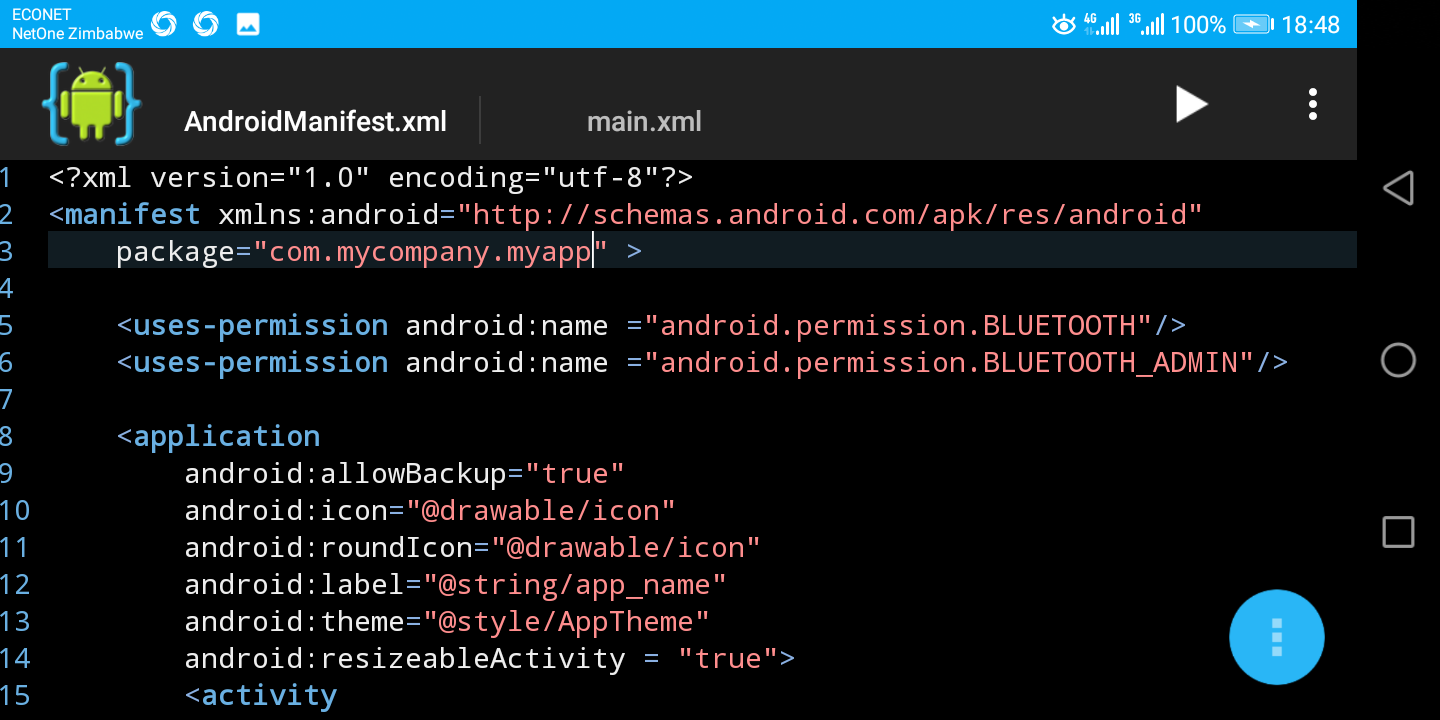 ECONET
NetOne Zimbabwe
4G 3G 100% 18:48
AndroidManifest.xml main.xml
1 <?xml version="1.0" encoding="utf-8"?>
2 <manifest xmlns:android="http://schemas.android.com/apk/res/android"
3 package="com.mycompany.myapp" >
4
5 <uses-permission android:name ="android.permission.BLUETOOTH"/>
6 <uses-permission android:name ="android.permission.BLUETOOTH_ADMIN"/>
7
8 <application
9 android:allowBackup="true"
10 android:icon="@drawable/icon"
11 android:roundIcon="@drawable/icon"
12 android:label="@string/app_name"
13 android:theme="@style/AppTheme"
14 android:resizeableActivity = "true">
15 <activity